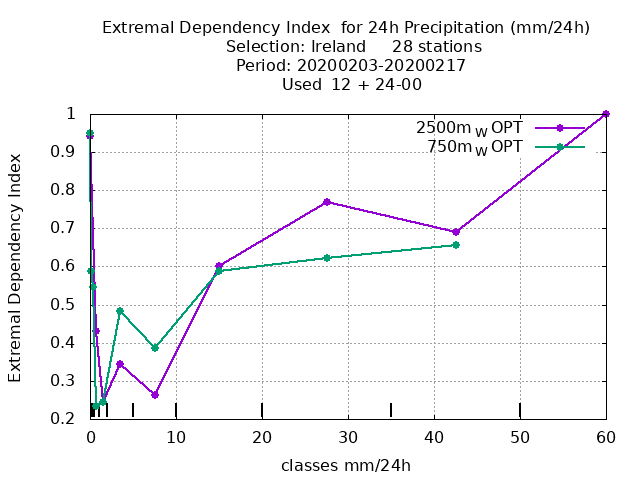 Extremal Dependency Index  for 24h Precipitation (mm/24h)
Selection: Ireland     28 stations
Period: 20200203-20200217
Used  12 + 24-00
2500m W OPT
750m W OPT
1
0.9
0.8
0.7
0.6
0.5
0.4
0.3
0.2
Extremal Dependency Index
0 10 20 30 40 50 60
classes mm/24h